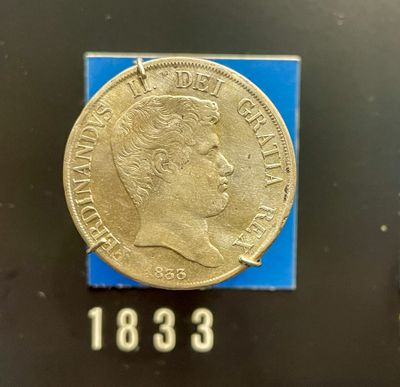 FERDINANDVS II. DEI GRATIA REX
1833
1833